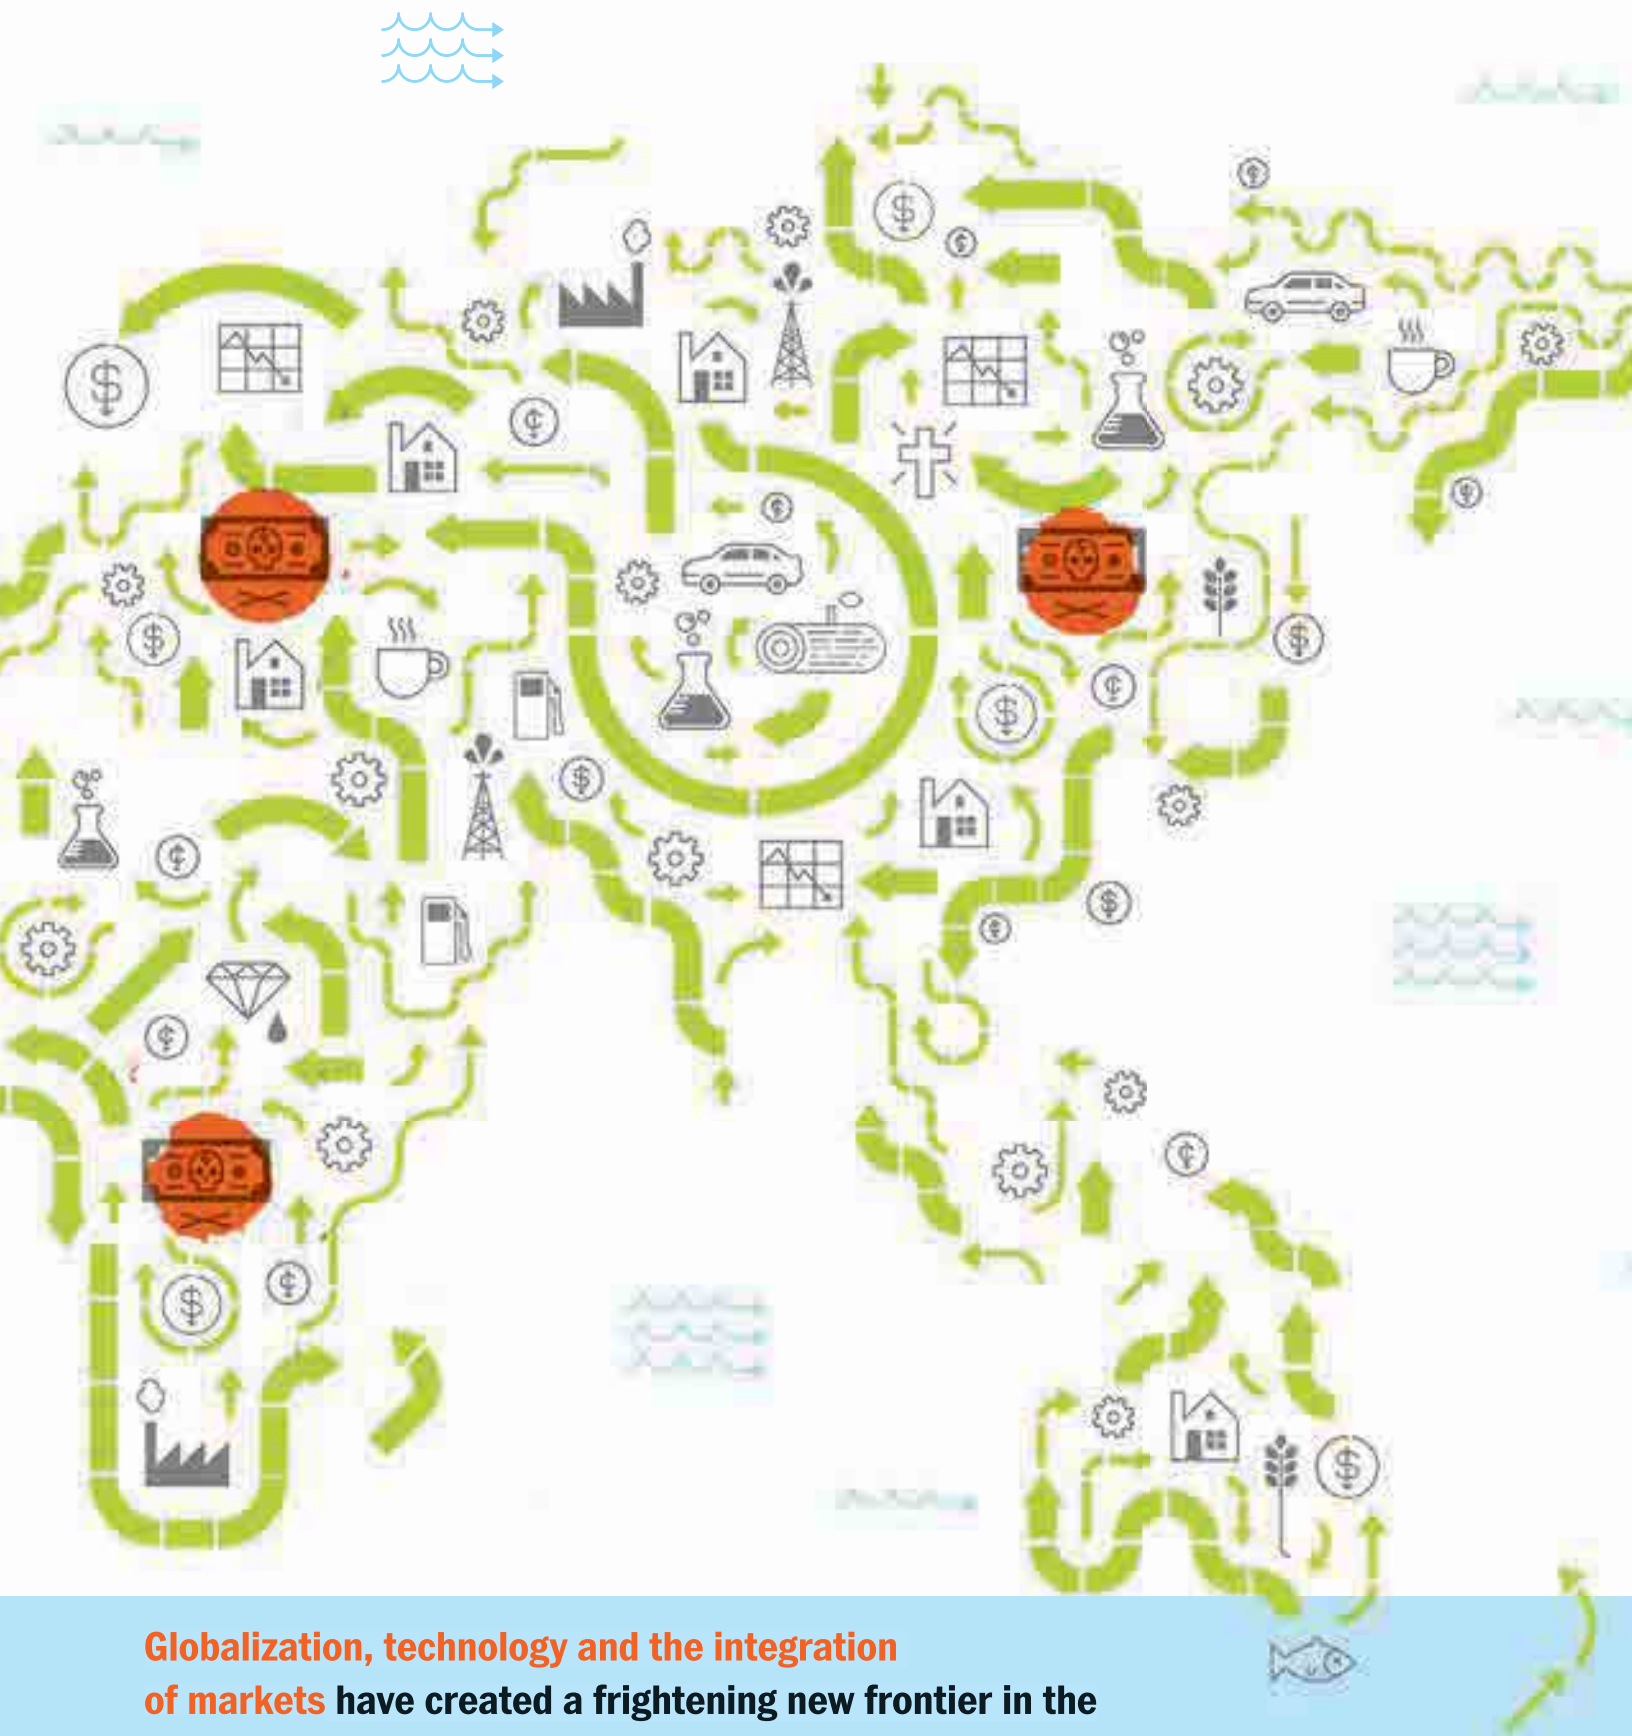 Globalization, technology and the integration
of markets have created a frightening new frontier in the